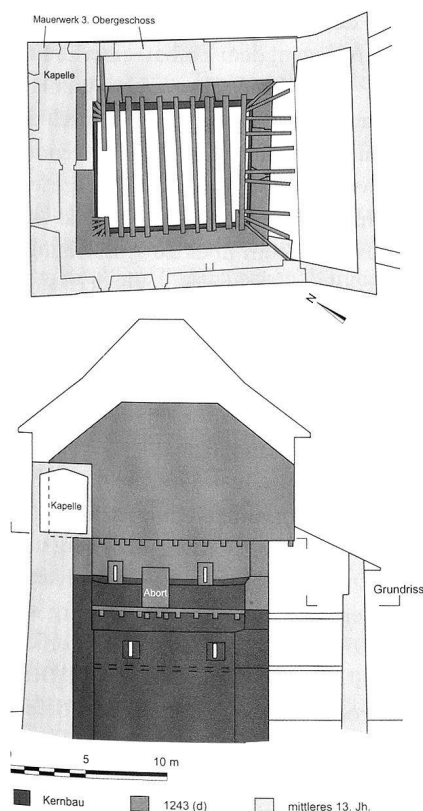 Mauerwerk 3. Obergeschoss
Kapelle
N
Kapelle
Abort
Grundriss
5
10 m
Kernbau
1243 (d)
mittleres 13. Jh.